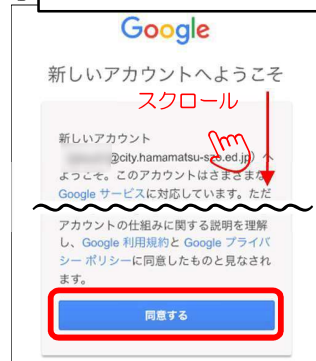 Google
新しいアカウントへようこそ
スクロール
新しいアカウント
@city.hamamatsu-szo.ed.jp）へ
ようこそ。このアカウントはさまざまな
Google サービスに対応しています。ただ
アカウントの仕組みに関する説明を理解
し、Google 利用規約と Google プライバ
シー ポリシーに同意したものと見なされ
ます。
同意する